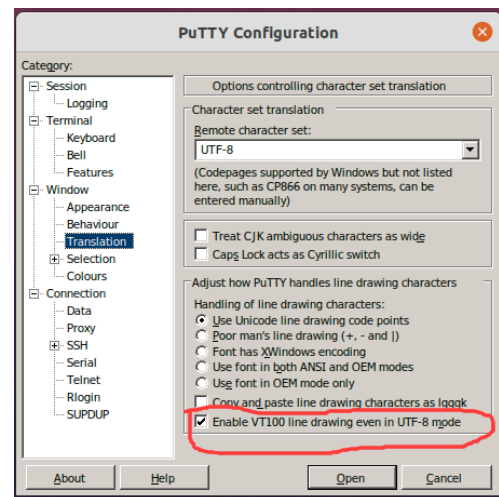 PuTTY Configuration
Category:
Session
Logging
Terminal
Keyboard
Bell
Features
Window
Appearance
Behaviour
Translation
Selection
Colours
Connection
Data
Proxy
SSH
Serial
Telnet
Rlogin
SUPDUP
Options controlling character set translation
Character set translation
Remote character set:
UTF-8
(Codepages supported by Windows but not listed
here, such as CP866 on many systems, can be
entered manually)
Treat CJK ambiguous characters as wide
Caps Lock acts as Cyrillic switch
Adjust how PuTTY handles line drawing characters
Handling of line drawing characters:
Use Unicode line drawing code points
Poor man's line drawing (+, - and |)
Font has XWindows encoding
Use font in both ANSI and OEM modes
Use font in OEM mode only
Copy and paste line drawing characters as lqqqk
Enable VT100 line drawing even in UTF-8 mode
About
Help
Open
Cancel